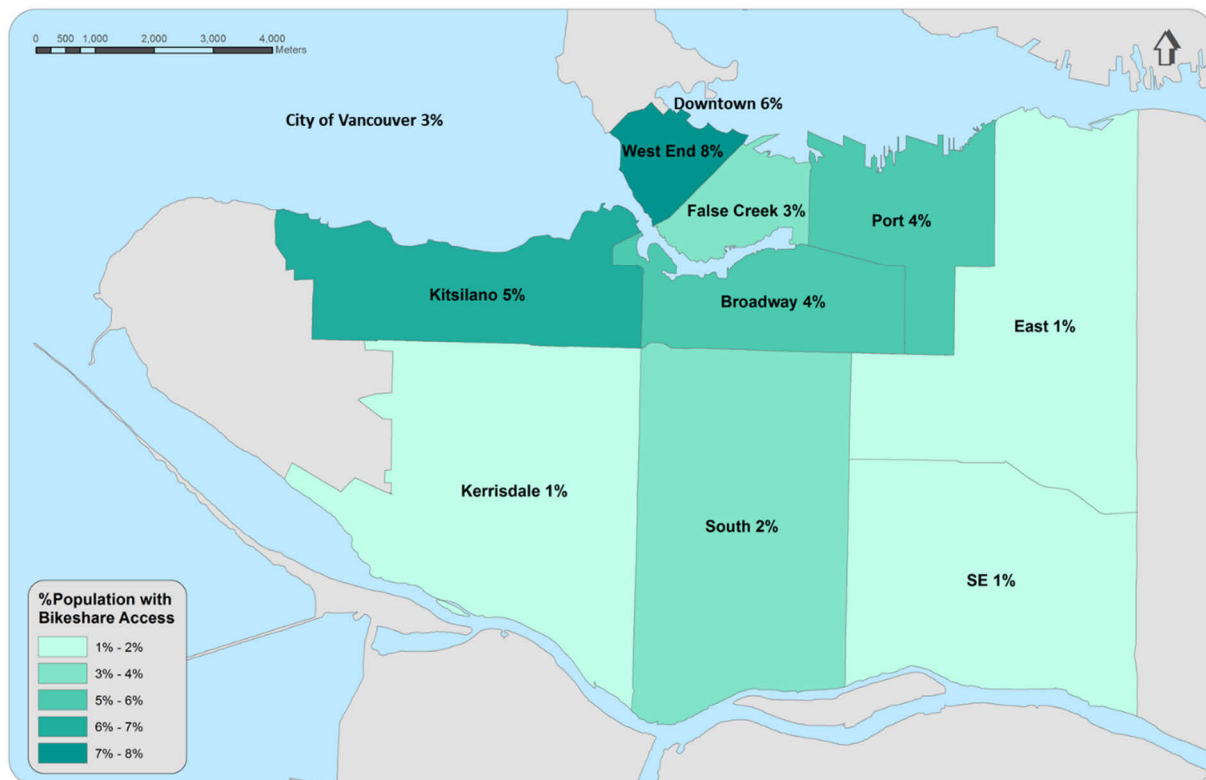 0 500 1,000 2,000 3,000 4,000
Meters
City of Vancouver 3%
Downtown 6%
West End 8%
False Creek 3%
Port 4%
Kitsilano 5%
Broadway 4%
East 1%
Kerrisdale 1%
South 2%
SE 1%
%Population with
Bikeshare Access
1% - 2%
3% - 4%
5% - 6%
6% - 7%
7% - 8%